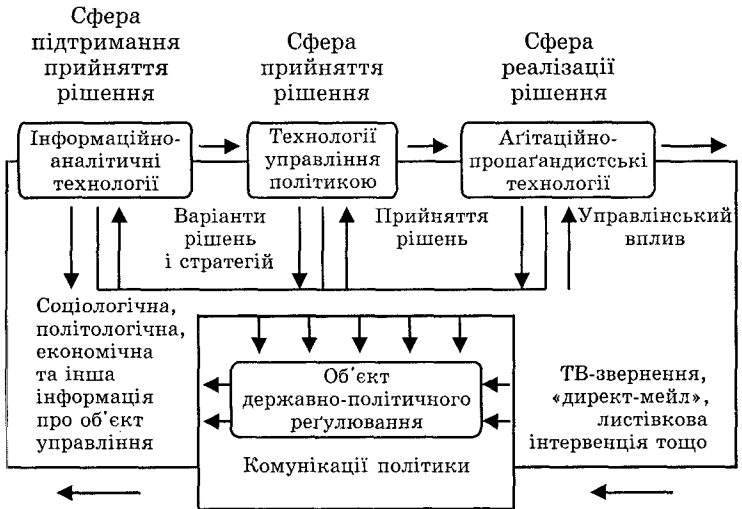 Сфера
підтримання
прийняття
рішення
Сфера
прийняття
рішення
Сфера
реалізації
рішення
Інформаційно-
аналітичні
технології
Технології
управління
політикою
Аґітаційно-
пропаґандистські
технології
Варіанти
рішень
і стратегій
Прийняття
рішень
Управлінський
вплив
Соціологічна,
політологічна,
економічна
та інша
інформація
про об'єкт
управління
Об'єкт
державно-політичного
реґулювання
ТВ-звернення,
«директ-мейл»,
листівкова
інтервенція тощо
Комунікації політики